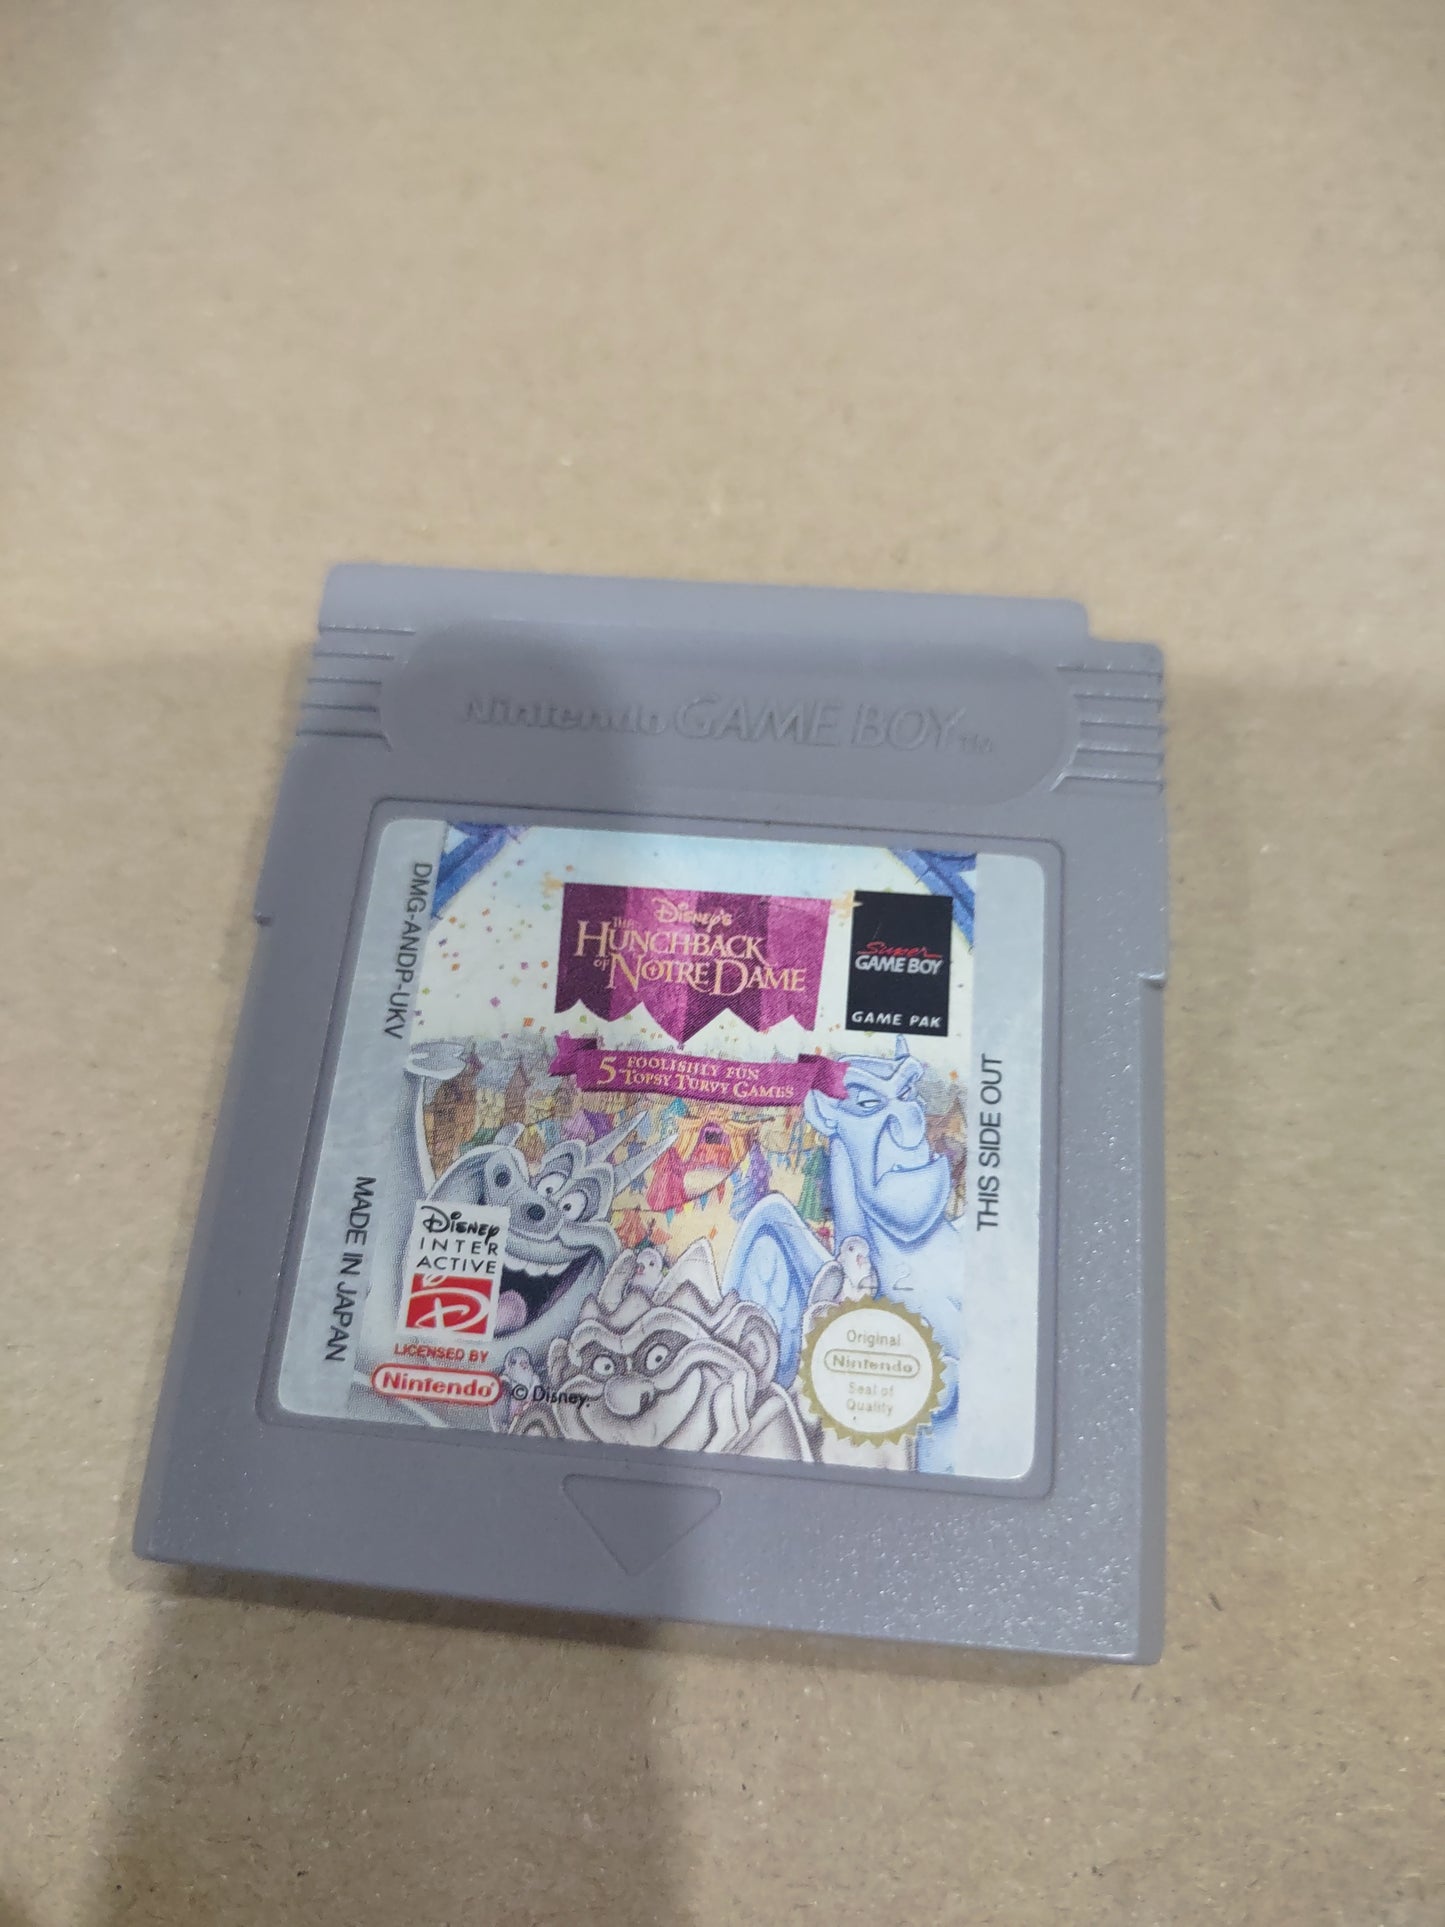 Nintendo GAME BOY TM
DMG-ANDP-UKV
MADE IN JAPAN
Disney's
THE
HUNCHBACK
OF NOTRE DAME
5 FOOLISHLY FUN
TOPSY TURVY GAMES
Super
GAME BOY
GAME PAK
THIS SIDE OUT
Disney
INTER
ACTIVE
D
LICENSED BY
Nintendo
© Disney.
22
Original
Nintendo
Seal of
Quality